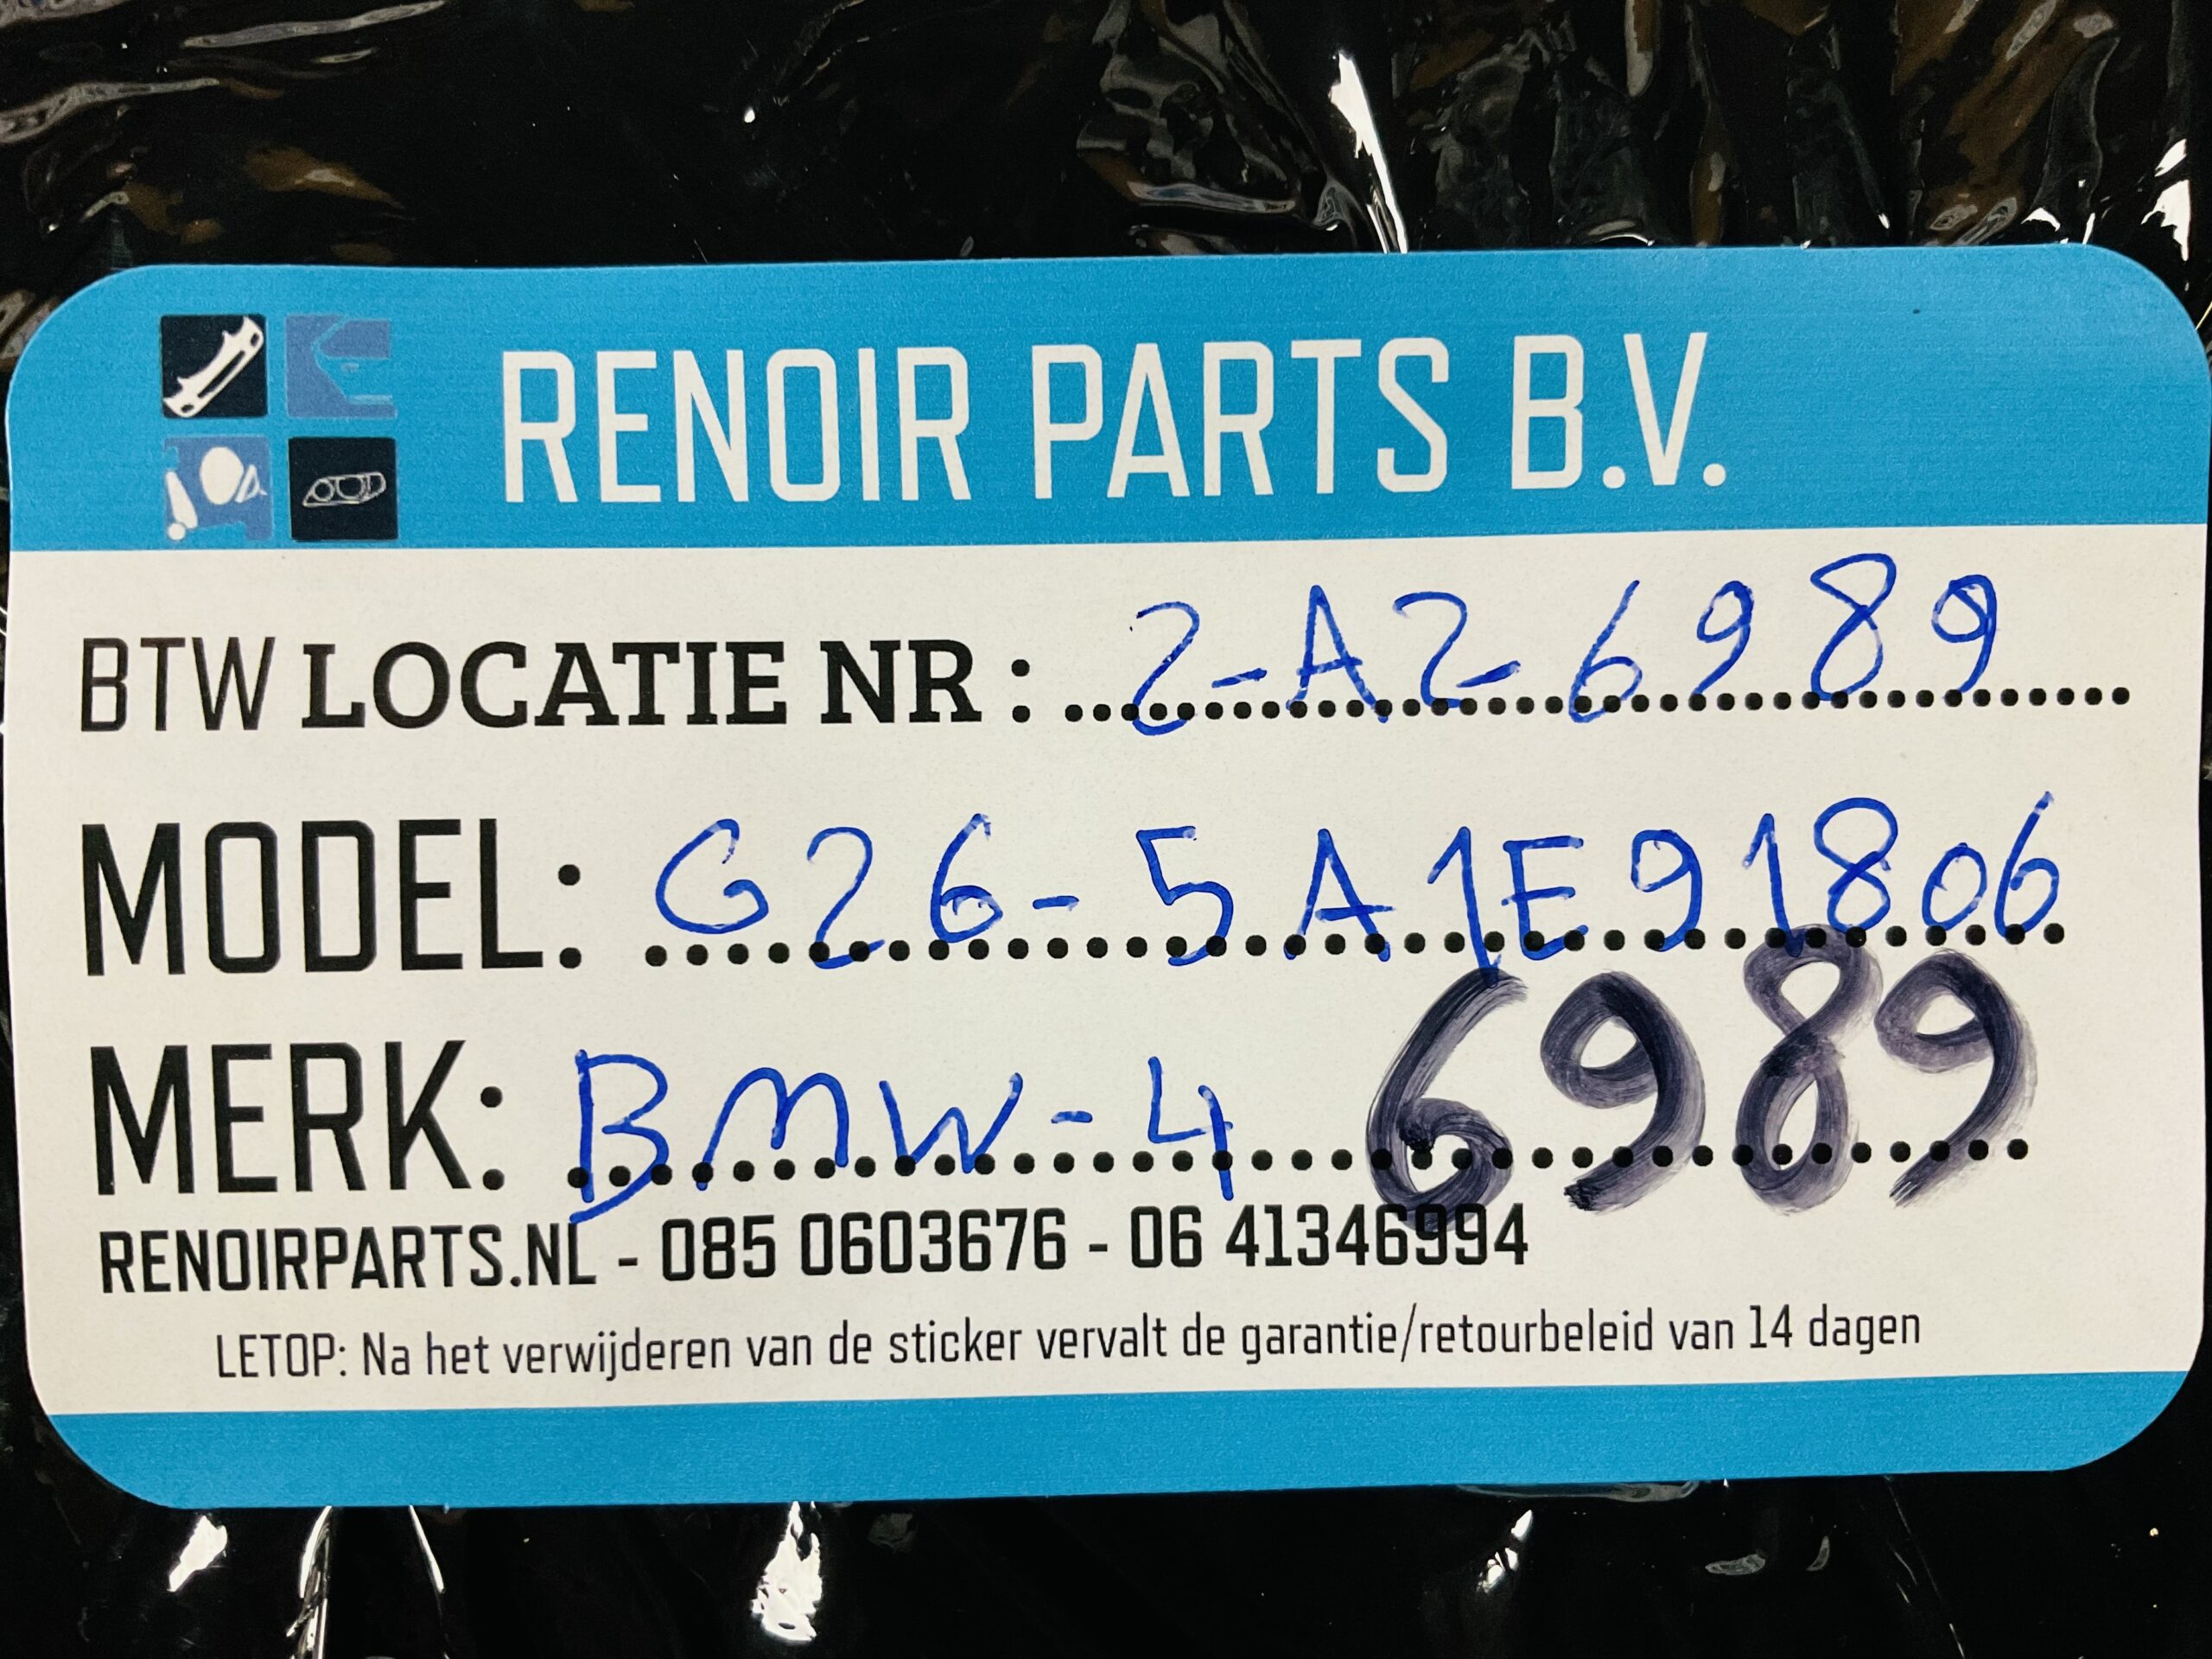 RENOIR PARTS B.V.
BTW LOCATIE NR : 2-A2-6989
MODEL: G26-5A1E91806
MERK: BMW-4 6989
RENOIRPARTS.NL - 085 0603676 - 06 41346994
LETOP: Na het verwijderen van de sticker vervalt de garantie/retourbeleid van 14 dagen